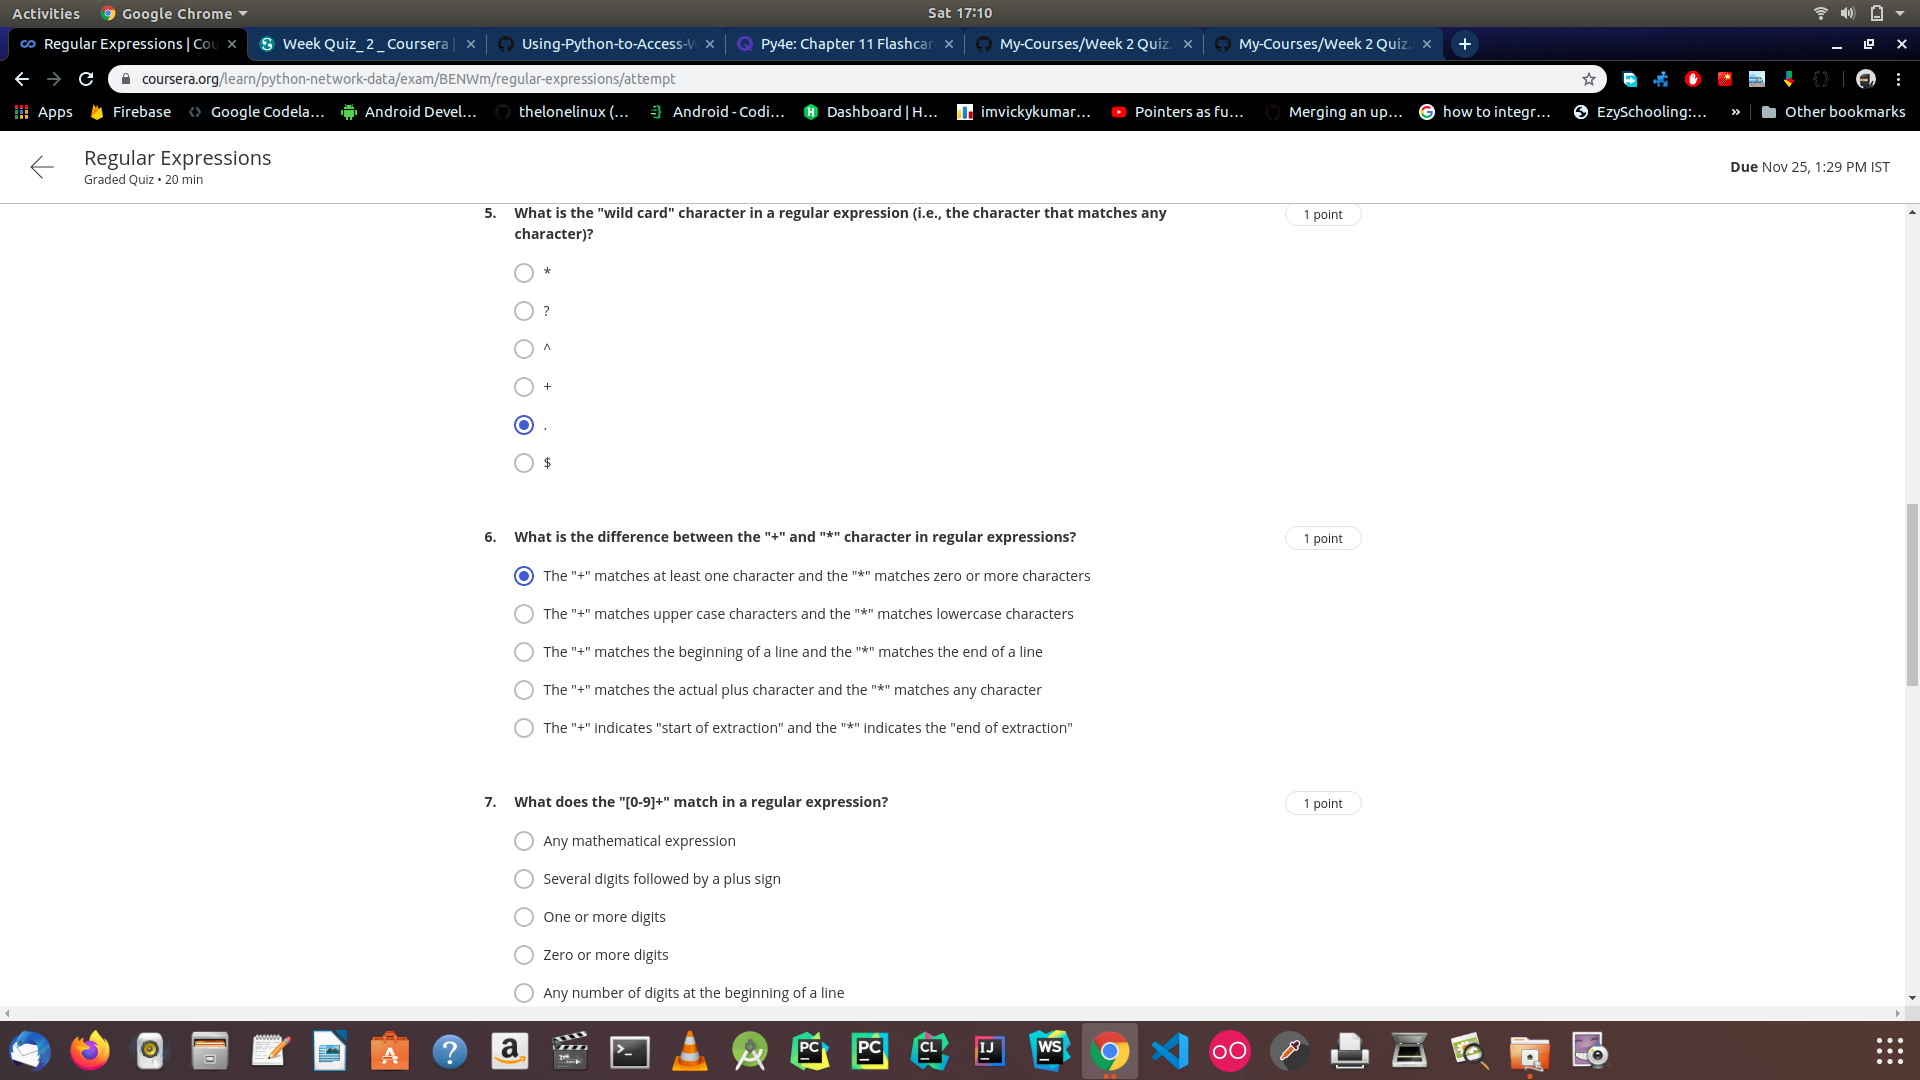 Activities Google Chrome Sat 17:10
Regular Expressions | Cou Week Quiz_ 2 _ Coursera | Using-Python-to-Access-W Py4e: Chapter 11 Flashcar My-Courses/Week 2 Quiz. My-Courses/Week 2 Quiz.
coursera.org/learn/python-network-data/exam/BENWm/regular-expressions/attempt
Apps Firebase Google Codela... Android Devel... thelonelinux (... Android - Codi... Dashboard | H... imvickykumar... Pointers as fu... Merging an up... how to integr... EzySchooling:... » Other bookmarks
Regular Expressions
Graded Quiz • 20 min
Due Nov 25, 1:29 PM IST
5. What is the "wild card" character in a regular expression (i.e., the character that matches any
character)?
1 point
*
?
^
+
.
$
6. What is the difference between the "+" and "*" character in regular expressions?
1 point
The "+" matches at least one character and the "*" matches zero or more characters
The "+" matches upper case characters and the "*" matches lowercase characters
The "+" matches the beginning of a line and the "*" matches the end of a line
The "+" matches the actual plus character and the "*" matches any character
The "+" indicates "start of extraction" and the "*" indicates the "end of extraction"
7. What does the "[0-9]+" match in a regular expression?
1 point
Any mathematical expression
Several digits followed by a plus sign
One or more digits
Zero or more digits
Any number of digits at the beginning of a line
A ? a >_ PC PC CL IJ WS